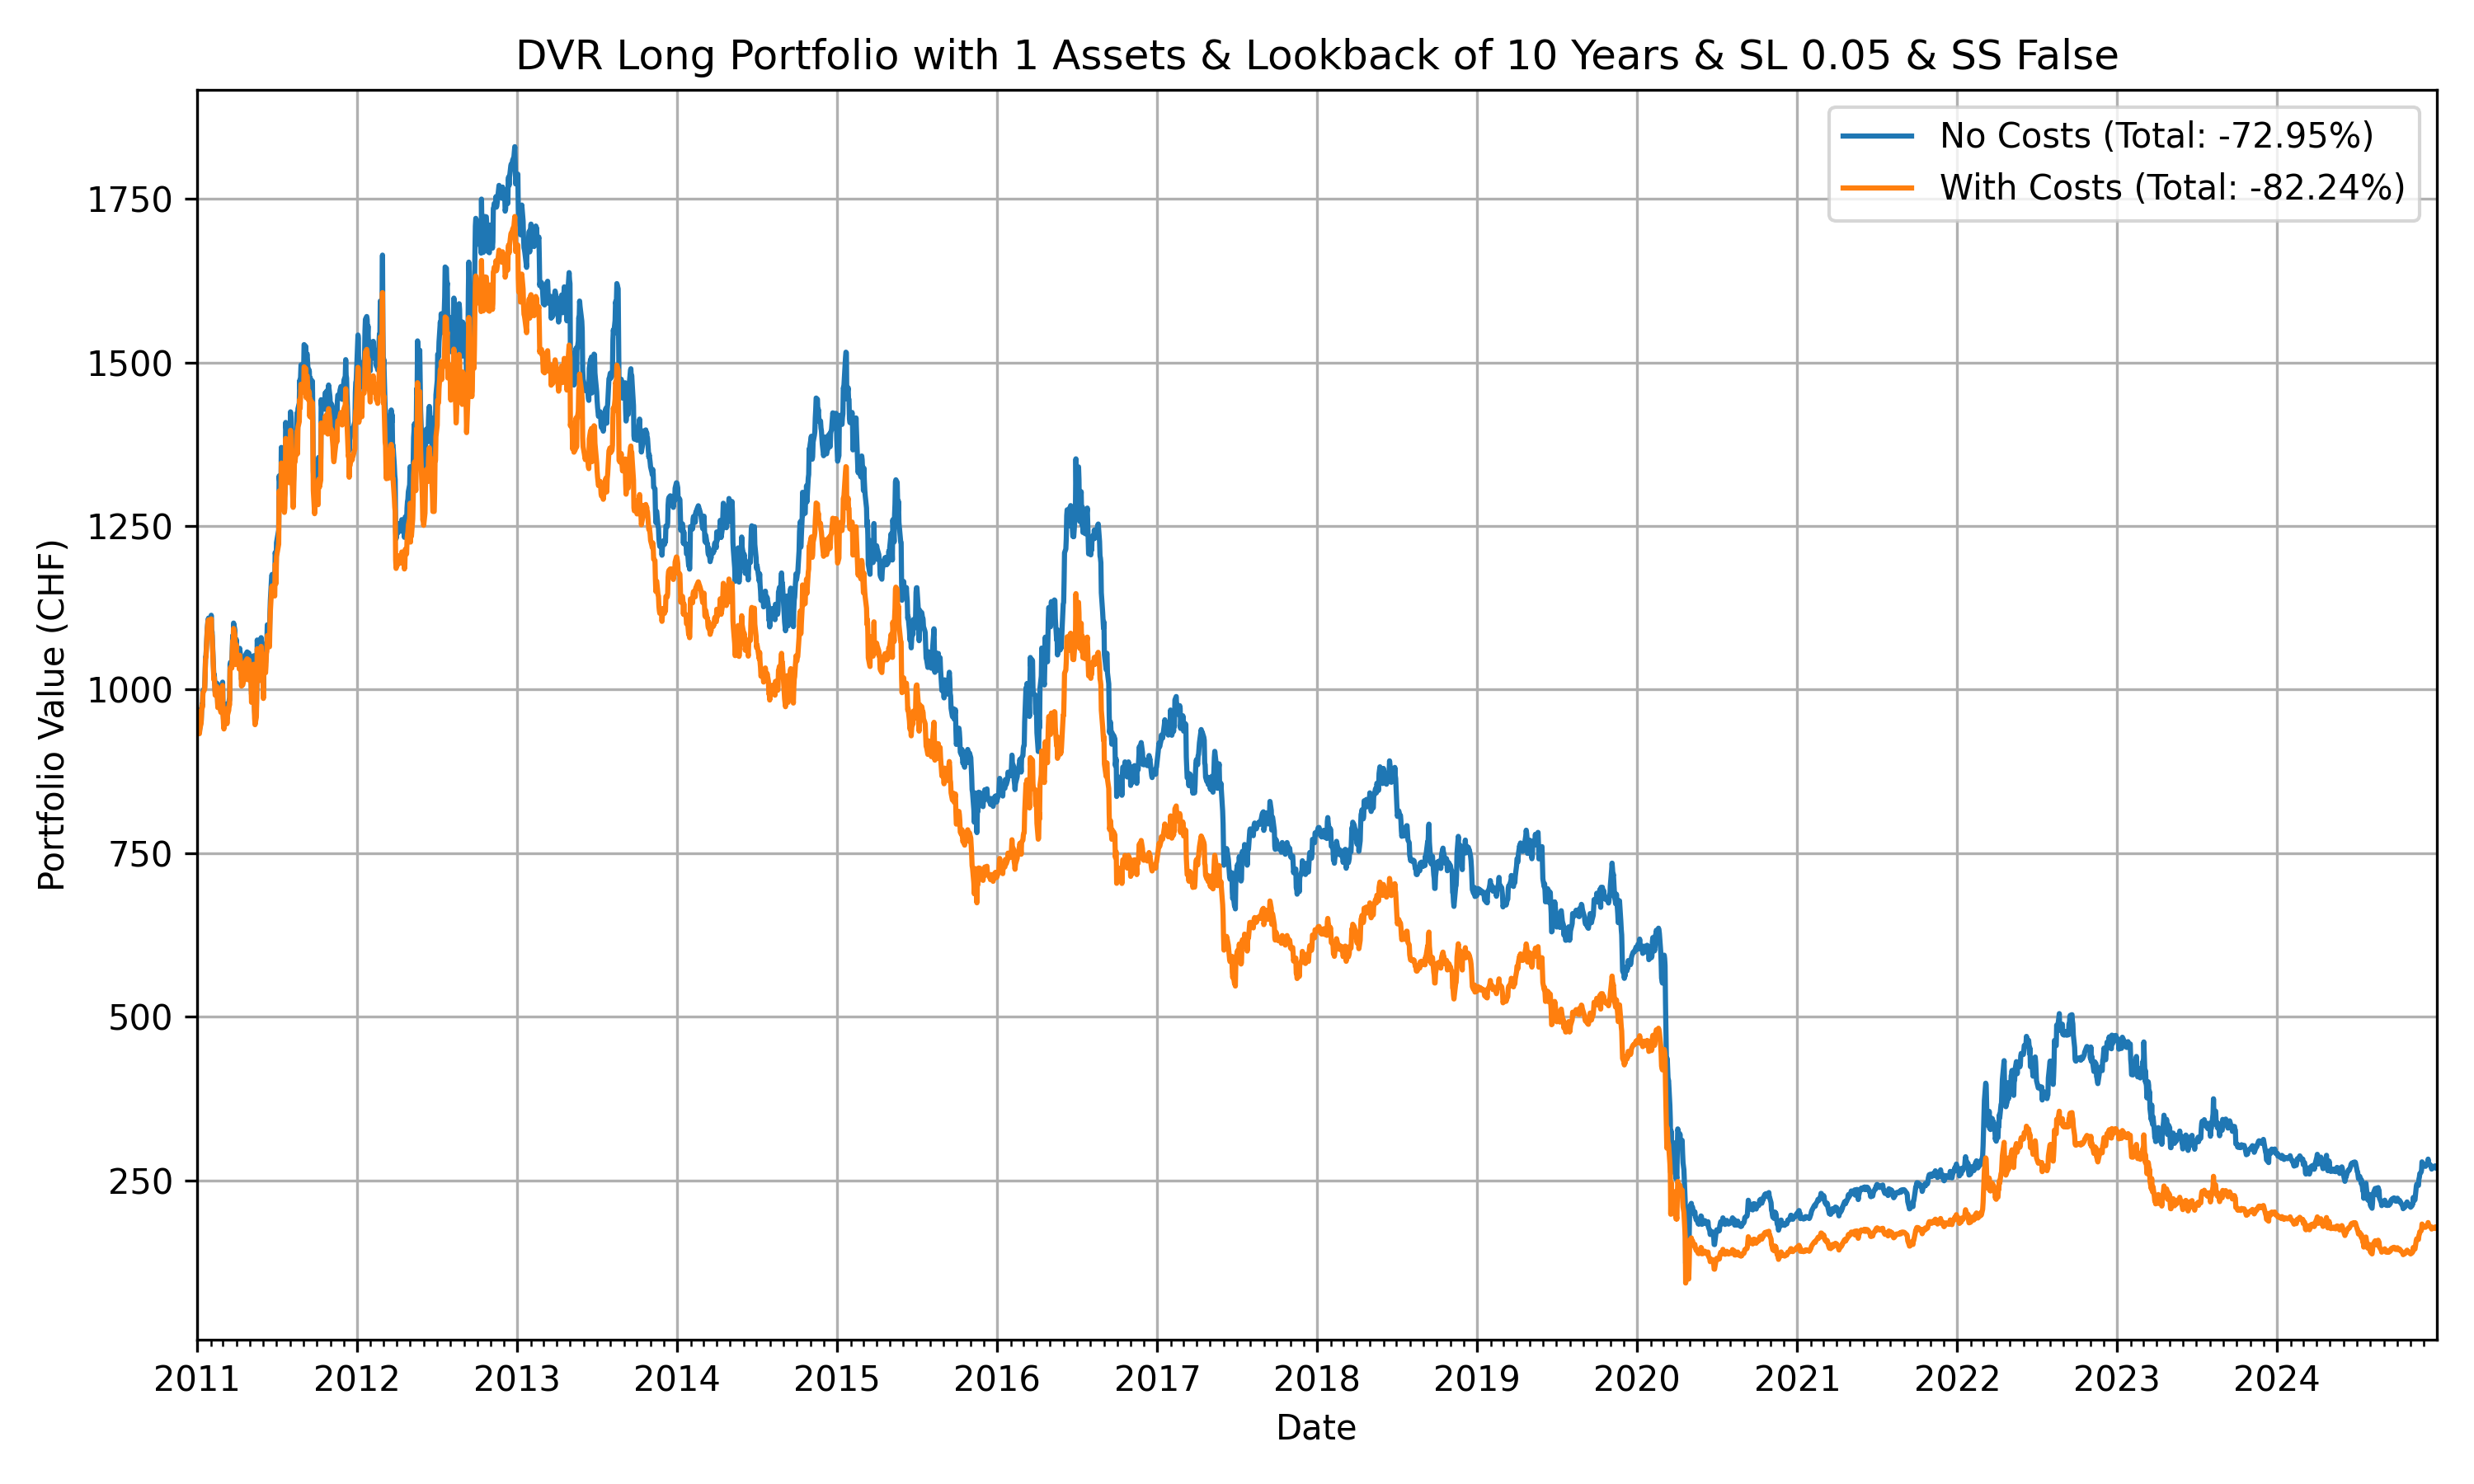 DVR Long Portfolio with 1 Assets & Lookback of 10 Years & SL 0.05 & SS False
No Costs (Total: -72.95%)
With Costs (Total: -82.24%)
Portfolio Value (CHF)
1750
1500
1250
1000
750
500
250
2011 2012 2013 2014 2015 2016 2017 2018 2019 2020 2021 2022 2023 2024
Date